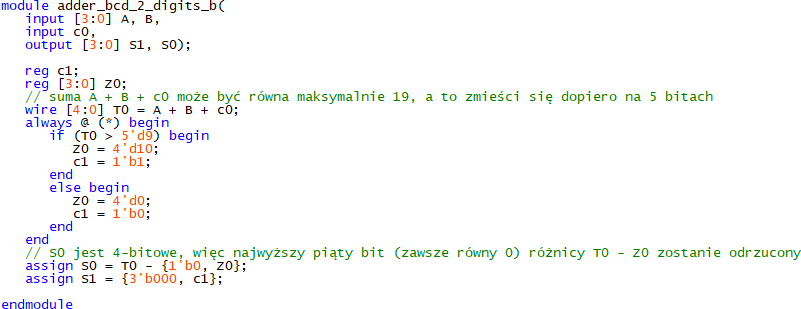 module adder_bcd_2_digits_b(
   input [3:0] A, B,
   input c0,
   output [3:0] S1, S0);

   reg c1;
   reg [3:0] Z0;
   // suma A + B + c0 może być równa maksymalnie 19, a to zmieści się dopiero na 5 bitach
   wire [4:0] T0 = A + B + c0;
   always @ (*) begin
      if (T0 > 5'd9) begin
         Z0 = 4'd10;
         c1 = 1'b1;
      end
      else begin
         Z0 = 4'd0;
         c1 = 1'b0;
      end
   end
   // S0 jest 4-bitowe, więc najwyższy piąty bit (zawsze równy 0) różnicy T0 - Z0 zostanie odrzucony
   assign S0 = T0 - {1'b0, Z0};
   assign S1 = {3'b000, c1};

endmodule